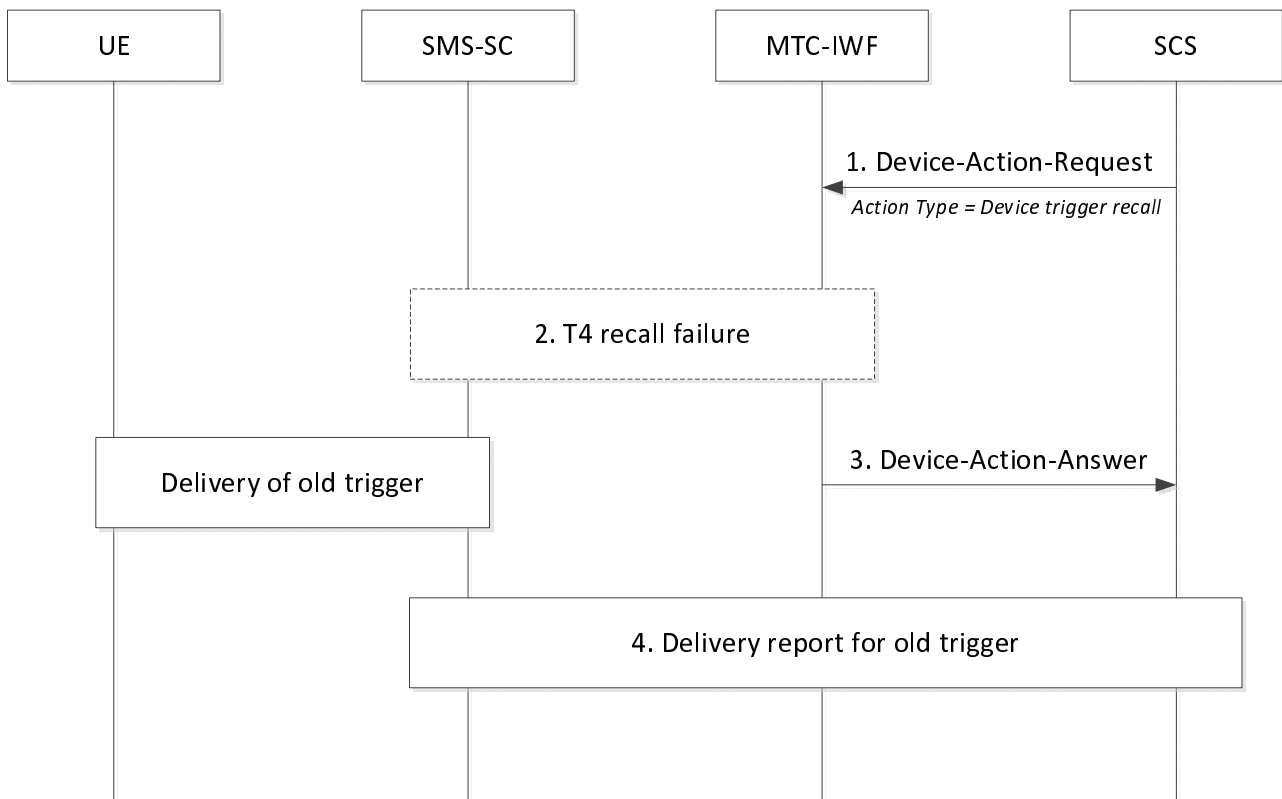 UE
SMS-SC
MTC-IWF
SCS
1. Device-Action-Request
Action Type = Device trigger recall
2. T4 recall failure
Delivery of old trigger
3. Device-Action-Answer
4. Delivery report for old trigger